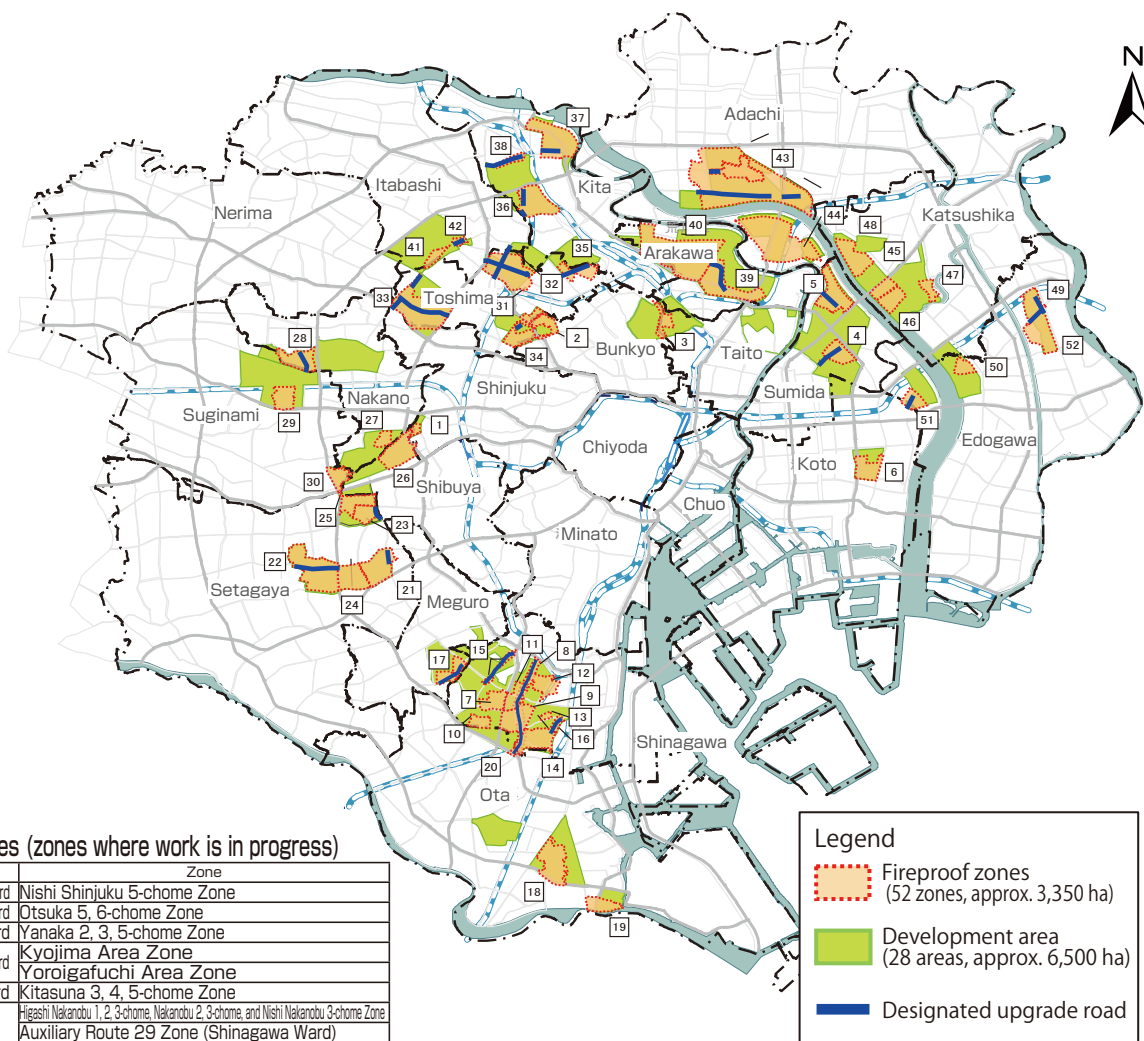 N
37
Adachi
38
43
Itabashi
Kita
Nerima
36
44
40
48
Katsushika
42
45
41
35
Arakawa
47
39
5
49
33
Toshima
32
31
46
28
2
4
34
Bunkyo
3
Taito
52
50
Shinjuku
Nakano
Sumida
Suginami
29
27
1
51
Chiyoda
Edogawa
Koto
6
30
26
Shibuya
Chuo
25
23
Minato
22
Setagaya
21
24
Meguro
11
8
15
17
12
7
9
13
10
16
Shinagawa
20
14
Ota
18
19
es (zones where work is in progress)
Zone
rd Nishi Shinjuku 5-chome Zone
rd Otsuka 5, 6-chome Zone
rd Yanaka 2, 3, 5-chome Zone
rd Kyojima Area Zone
Yoroigafuchi Area Zone
rd Kitasuna 3, 4, 5-chome Zone
Higashi Nakanobu 1, 2, 3-chome, Nakanobu 2, 3-chome, and Nishi Nakanobu 3-chome Zone
Auxiliary Route 29 Zone (Shinagawa Ward)
Legend
Fireproof zones
(52 zones, approx. 3,350 ha)
Development area
(28 areas, approx. 6,500 ha)
Designated upgrade road